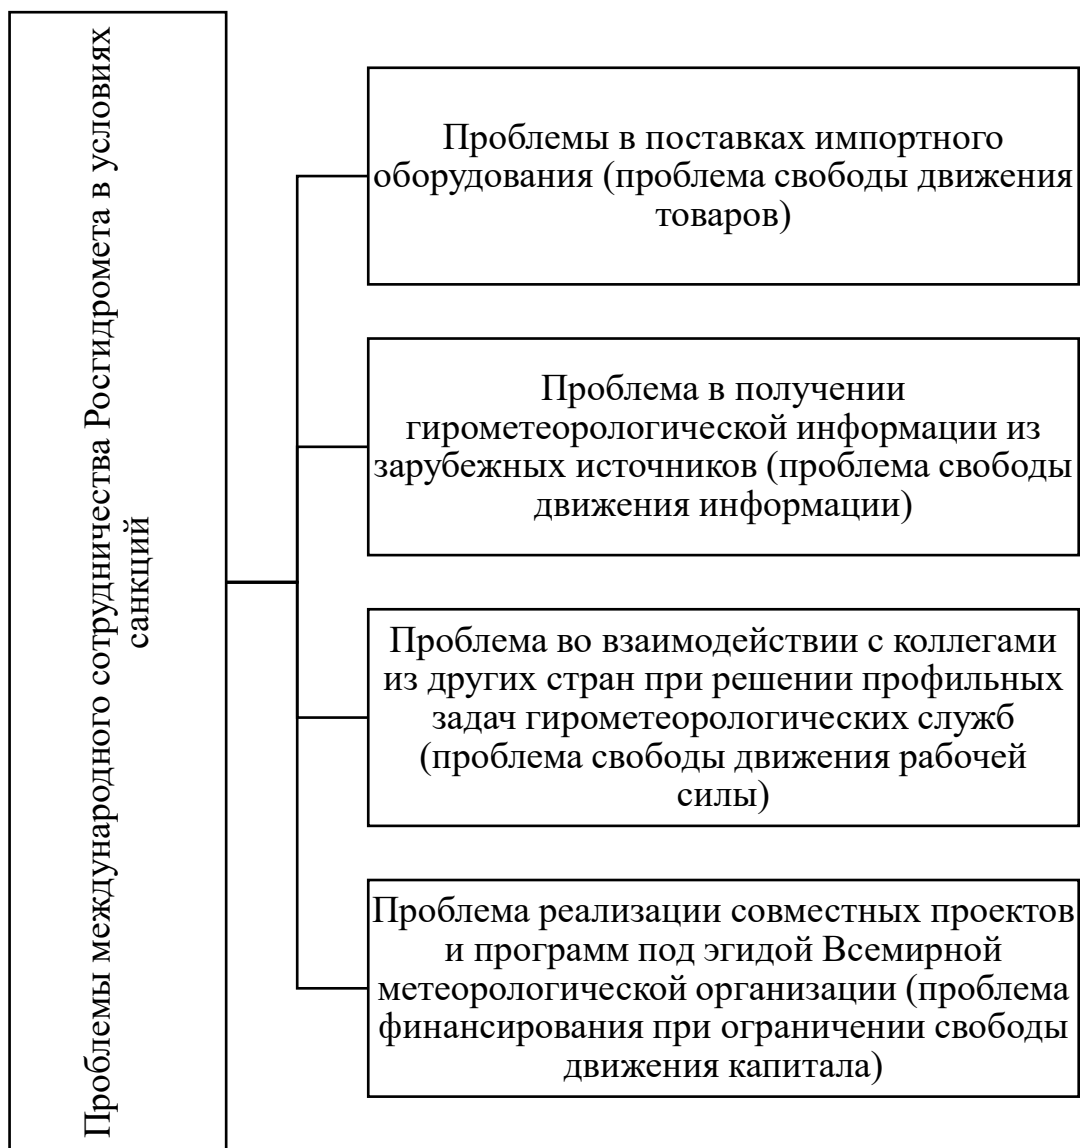 Проблемы международного сотрудничества Росгидромета в условиях
санкций
Проблемы в поставках импортного
оборудования (проблема свободы движения
товаров)
Проблема в получении
гирометеорологической информации из
зарубежных источников (проблема свободы
движения информации)
Проблема во взаимодействии с коллегами
из других стран при решении профильных
задач гирометеорологических служб
(проблема свободы движения рабочей
силы)
Проблема реализации совместных проектов
и программ под эгидой Всемирной
метеорологической организации (проблема
финансирования при ограничении свободы
движения капитала)